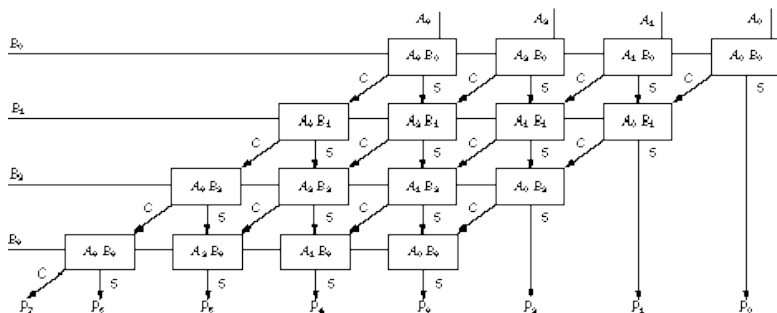 A₃ A₂ A₁ A₀
B₀ A₃ B₀ A₂ B₀ A₁ B₀ A₀ B₀
C S C S C S C S
B₁ A₃ B₁ A₂ B₁ A₁ B₁ A₀ B₁
C S C S C S C S
B₂ A₃ B₂ A₂ B₂ A₁ B₂ A₀ B₂
C S C S C S C S
B₃ A₃ B₃ A₂ B₃ A₁ B₃ A₀ B₃
C S S S S
P₇ P₆ P₅ P₄ P₃ P₂ P₁ P₀